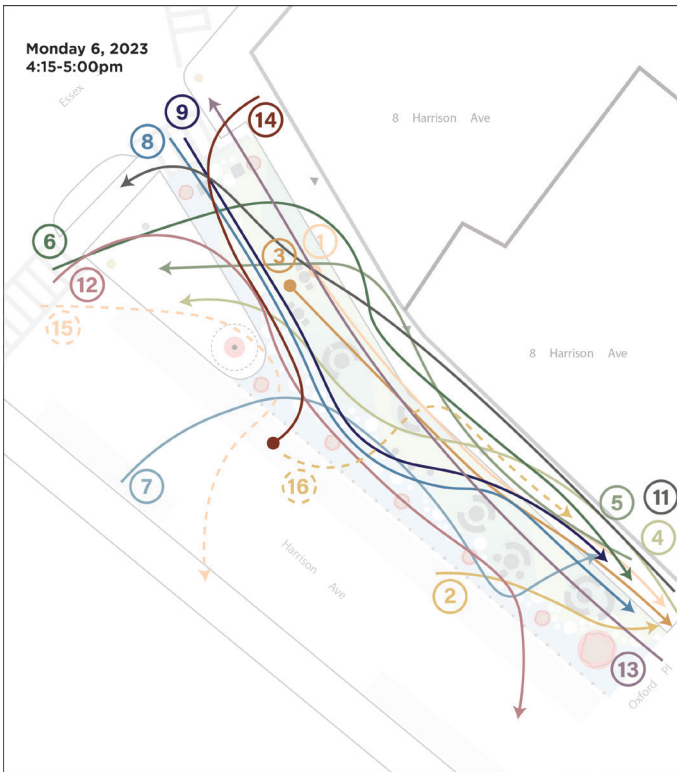 Monday 6, 2023
4:15-5:00pm
Essex
9
14
8
8 Harrison Ave
6
3
1
12
15
8 Harrison Ave
7
16
5
11
4
Harrison Ave
2
13
Oxford Pl